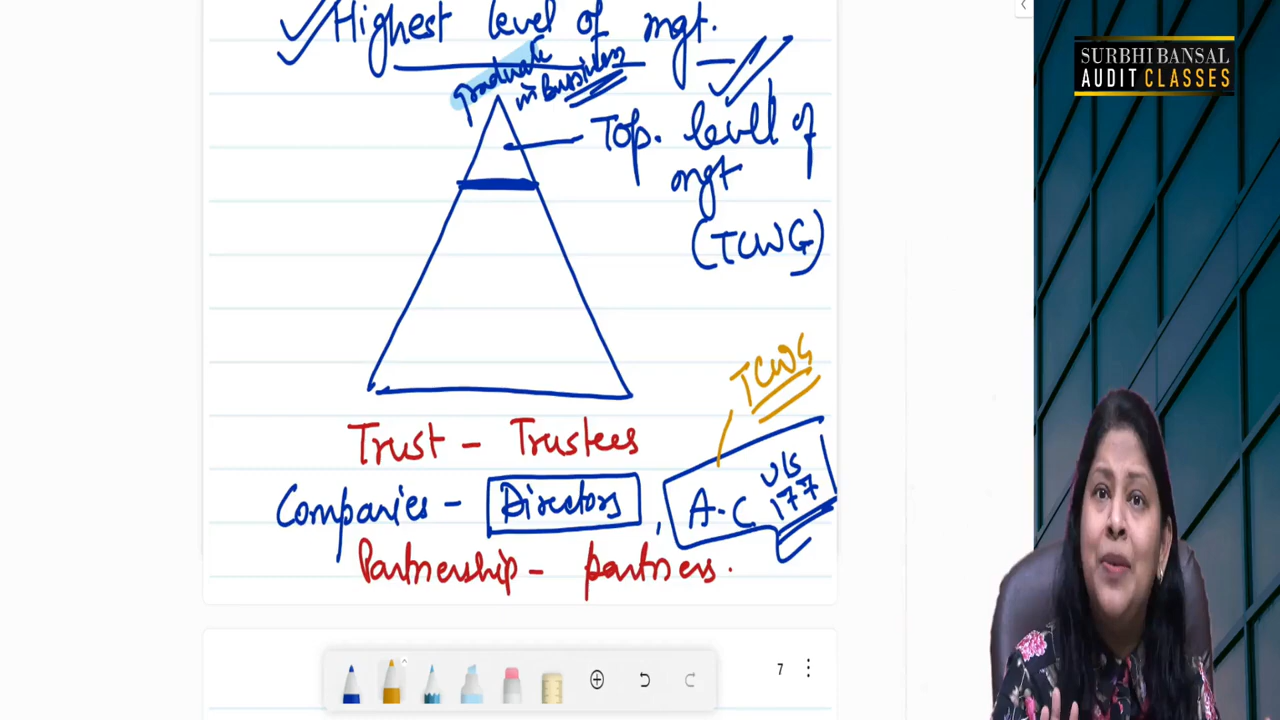 Highest level of mgt.
graduate
in Bussiness
Top. level of
mgt
(TCWG)
TCWG
Trust - Trustees
Companies - Directors, A.C u/s 177
Partnership - partners.
7
SURBHI BANSAL
AUDIT CLASSES